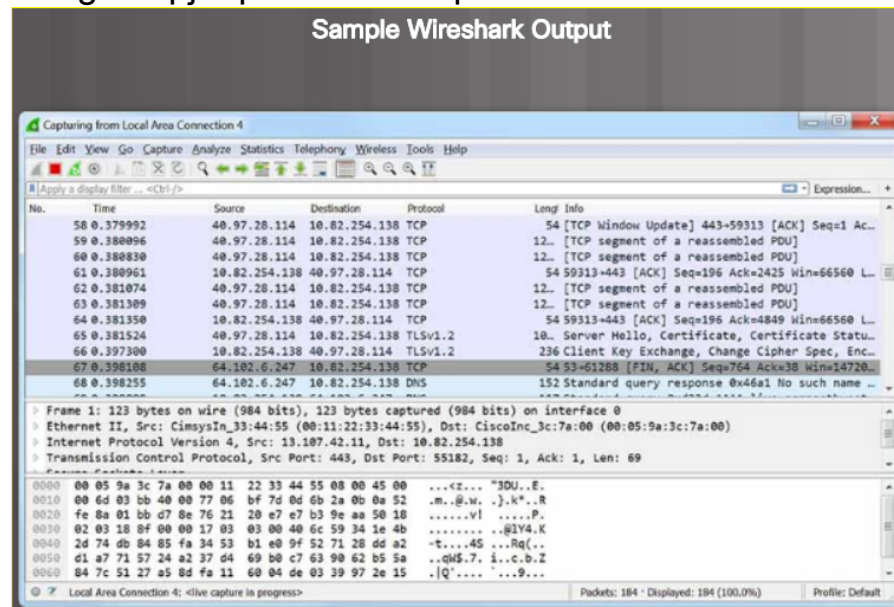 Sample Wireshark Output
Capturing from Local Area Connection 4
File Edit View Go Capture Analyze Statistics Telephony Wireless Tools Help
Apply a display filter ... <Ctrl-/> Expression... +
No. Time Source Destination Protocol Lengt Info
58 0.379992 40.97.28.114 10.82.254.138 TCP 54 [TCP Window Update] 443→59313 [ACK] Seq=1 Ac…
59 0.380096 40.97.28.114 10.82.254.138 TCP 12… [TCP segment of a reassembled PDU]
60 0.380830 40.97.28.114 10.82.254.138 TCP 12… [TCP segment of a reassembled PDU]
61 0.380961 10.82.254.138 40.97.28.114 TCP 54 59313→443 [ACK] Seq=196 Ack=2425 Win=66560 L…
62 0.381074 40.97.28.114 10.82.254.138 TCP 12… [TCP segment of a reassembled PDU]
63 0.381309 40.97.28.114 10.82.254.138 TCP 12… [TCP segment of a reassembled PDU]
64 0.381350 10.82.254.138 40.97.28.114 TCP 54 59313→443 [ACK] Seq=196 Ack=4849 Win=66560 L…
65 0.381524 40.97.28.114 10.82.254.138 TLSv1.2 10… Server Hello, Certificate, Certificate Statu…
66 0.397300 10.82.254.138 40.97.28.114 TLSv1.2 236 Client Key Exchange, Change Cipher Spec, Enc…
67 0.398108 64.102.6.247 10.82.254.138 TCP 54 53→61288 [FIN, ACK] Seq=764 Ack=38 Win=14720…
68 0.398255 64.102.6.247 10.82.254.138 DNS 152 Standard query response 0x46a1 No such name …
Frame 1: 123 bytes on wire (984 bits), 123 bytes captured (984 bits) on interface 0
Ethernet II, Src: CimsysIn_33:44:55 (00:11:22:33:44:55), Dst: CiscoInc_3c:7a:00 (00:05:9a:3c:7a:00)
Internet Protocol Version 4, Src: 13.107.42.11, Dst: 10.82.254.138
Transmission Control Protocol, Src Port: 443, Dst Port: 55182, Seq: 1, Ack: 1, Len: 69
0000 00 05 9a 3c 7a 00 00 11 22 33 44 55 08 00 45 00 ...<z... "3DU..E.
0010 00 6d 03 bb 40 00 77 06 bf 7d 0d 6b 2a 0b 0a 52 .m..@.w. .}.k*..R
0020 fe 8a 01 bb d7 8e 76 21 20 e7 e7 b3 9e aa 50 18 ......v! .....P.
0030 02 03 18 8f 00 00 17 03 03 00 40 6c 59 34 1e 4b ........ ..@lY4.K
0040 2d 74 db 84 85 fa 34 53 b1 e0 9f 52 71 28 dd a2 -t....4S ...Rq(..
0050 d1 a7 71 57 24 a2 37 d4 69 b0 c7 63 90 62 b5 5a ..qW$.7. i..c.b.Z
0060 84 7c 51 27 a5 8d fa 11 60 04 de 03 39 97 2e 15 .|Q'.... `...9...
Local Area Connection 4: <live capture in progress> Packets: 184 · Displayed: 184 (100.0%) Profile: Default